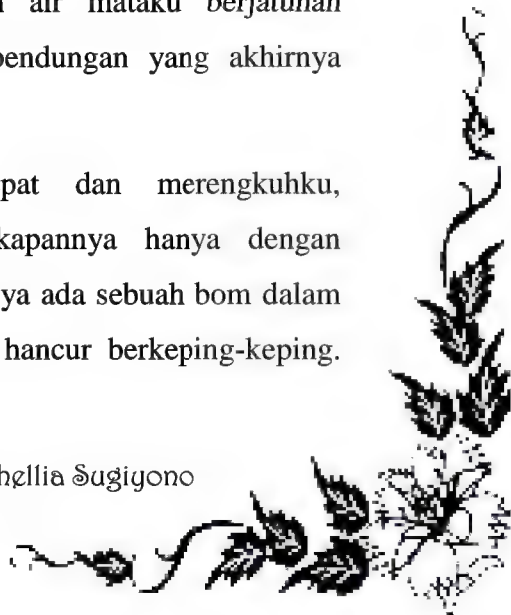 air mataku berjatuhan
bendungan yang akhirnya
pat dan merengkuhku,
kapannya hanya dengan
ya ada sebuah bom dalam
hancur berkeping-keping.
hellia Sugiyono